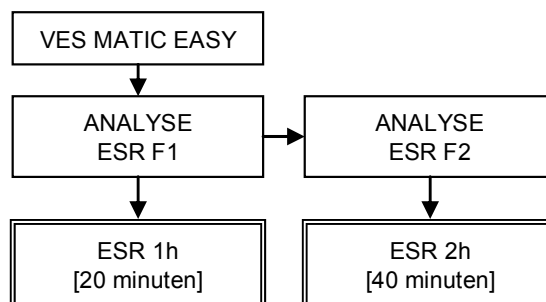 VES MATIC EASY
ANALYSE
ESR F1
ANALYSE
ESR F2
ESR 1h
[20 minuten]
ESR 2h
[40 minuten]